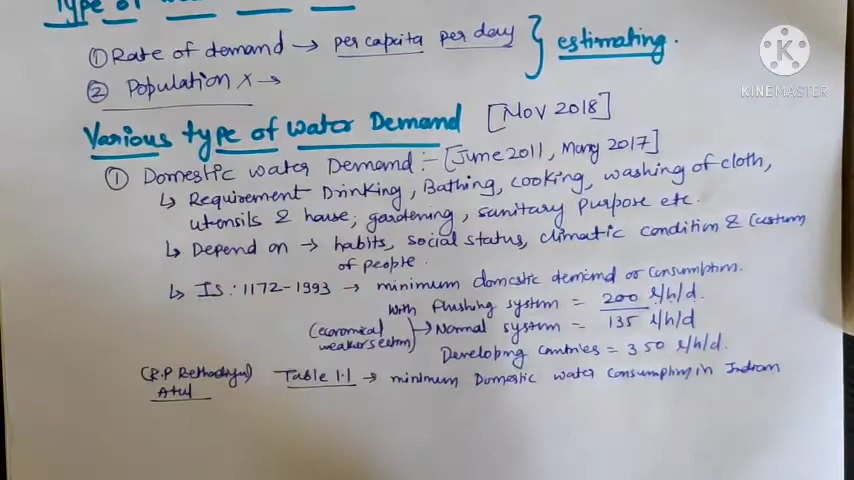 Type of
① Rate of demand → per capcita per day } estimating.
② Population x →
Various type of water Demand [Nov 2018]
① Domestic water Demand :- [June 2011, May 2017]
↳ Requirement Drinking, Bathing, cooking, washing of cloth,
utensils & house, gardening, sanitary purpose etc.
↳ Depend on → habits, social status, climatic condition & Custom
of people.
↳ IS : 1172-1993 → minimum domestic demand or consumption.
With flushing system = 200 l/h/d.
(economical weaker section) → Normal system = 135 l/h/d
Developing countries = 350 l/h/d.
Atul Table 1.1 → minimum Domestic water consumption in Indian
K
KINEMASTER